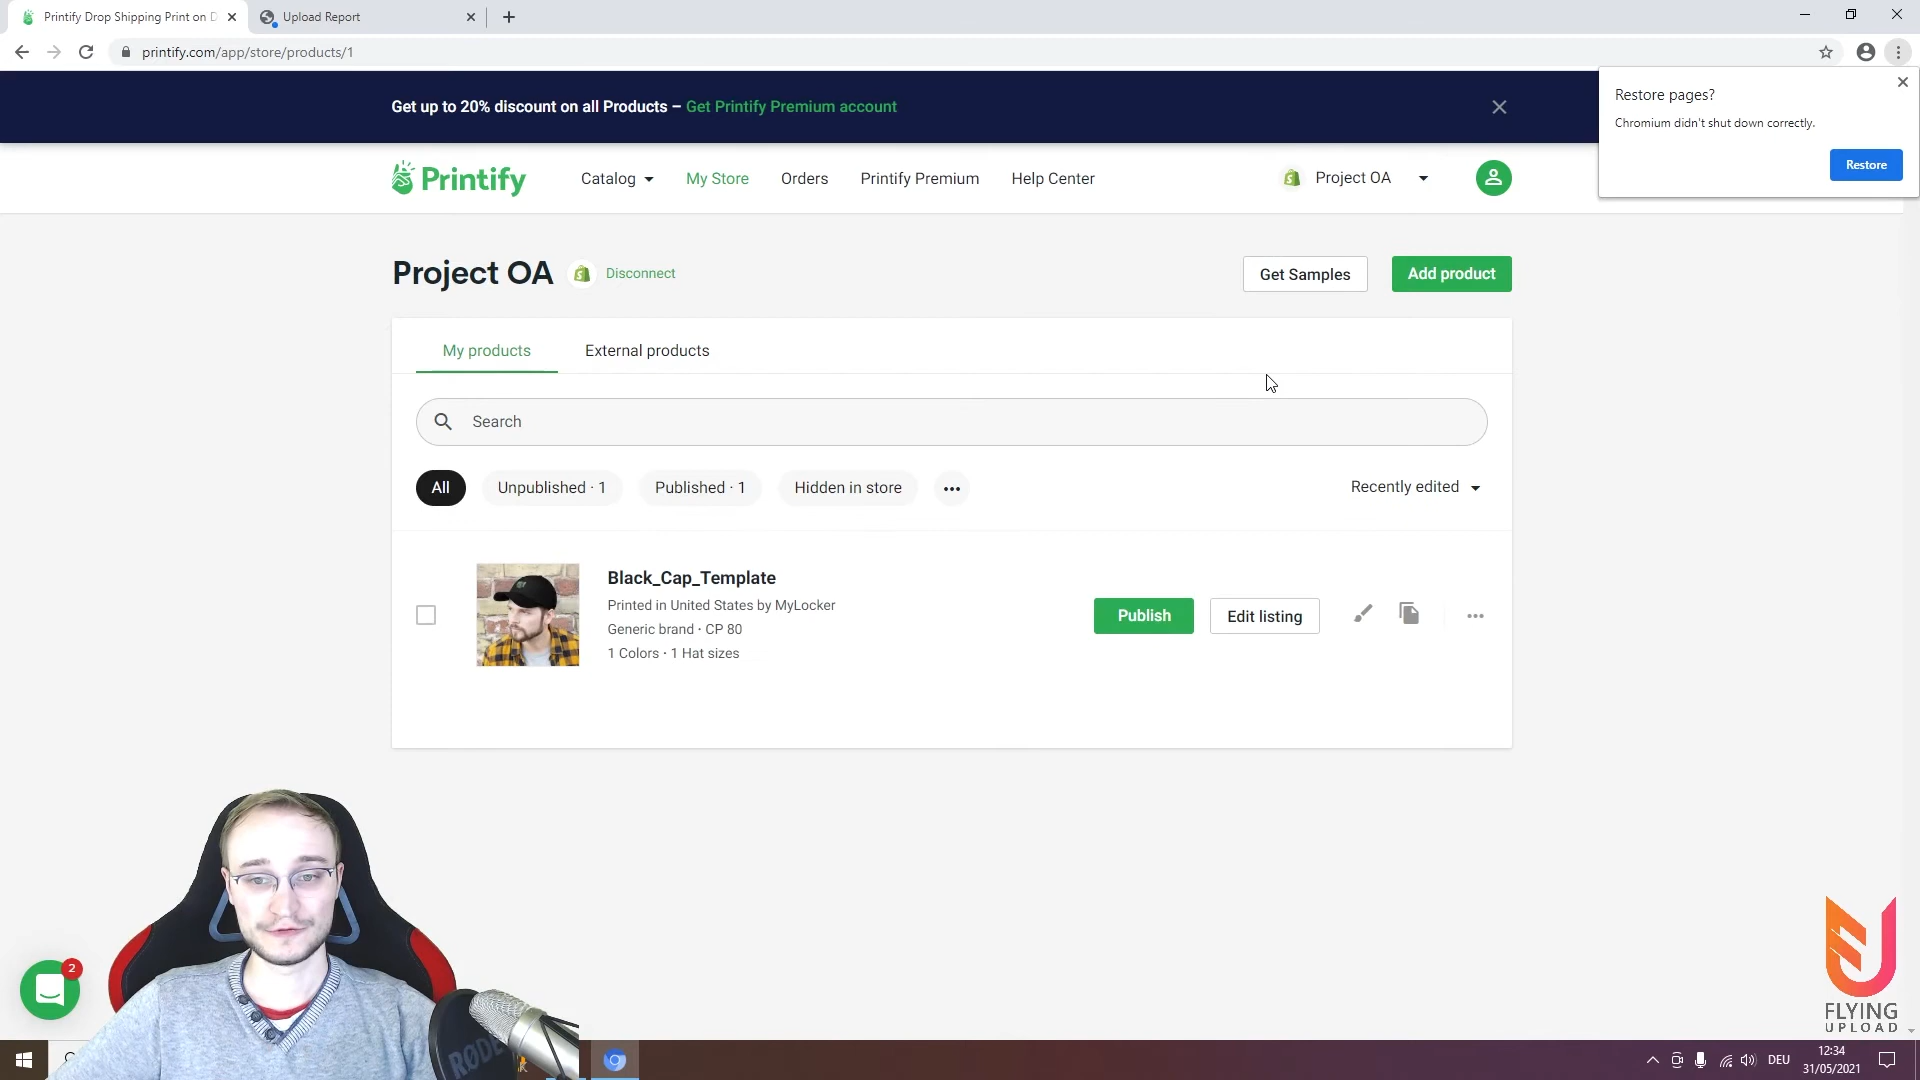 Printify Drop Shipping Print on D
Upload Report
printify.com/app/store/products/1
Get up to 20% discount on all Products – Get Printify Premium account
Restore pages?
Chromium didn't shut down correctly.
Restore
Printify
Catalog
My Store
Orders
Printify Premium
Help Center
Project OA
Project OA
Disconnect
Get Samples
Add product
My products
External products
Search
All
Unpublished · 1
Published · 1
Hidden in store
Recently edited
Black_Cap_Template
Printed in United States by MyLocker
Generic brand · CP 80
1 Colors · 1 Hat sizes
Publish
Edit listing
2
RØDE
FLYING
UPLOAD
DEU
12:34
31/05/2021